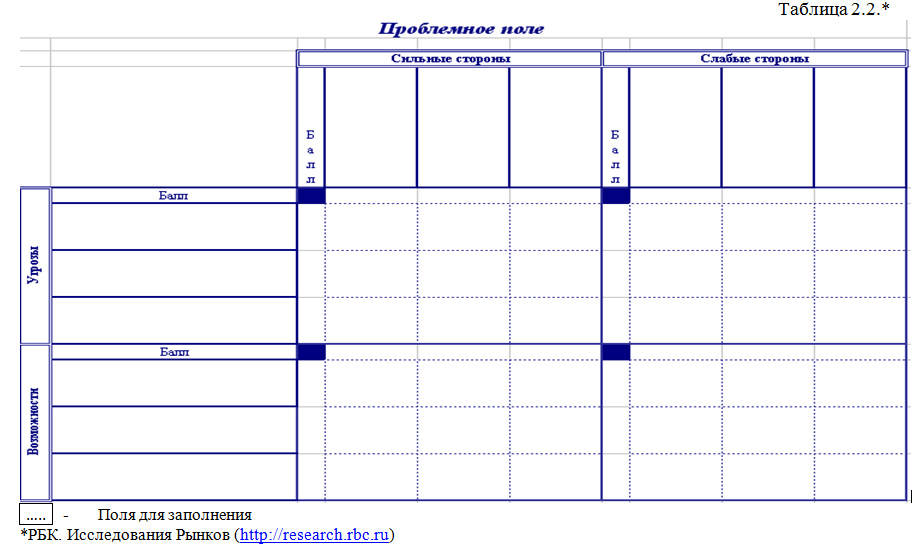 Таблица 2.2.*
Проблемное поле
Сильные стороны
Слабые стороны
Балл
Балл
Балл
Угрозы
Балл
Возможности
..... - Поля для заполнения
*РБК. Исследования Рынков (http://research.rbc.ru)